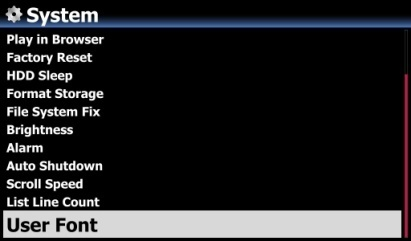 System
Play in Browser
Factory Reset
HDD Sleep
Format Storage
File System Fix
Brightness
Alarm
Auto Shutdown
Scroll Speed
List Line Count
User Font